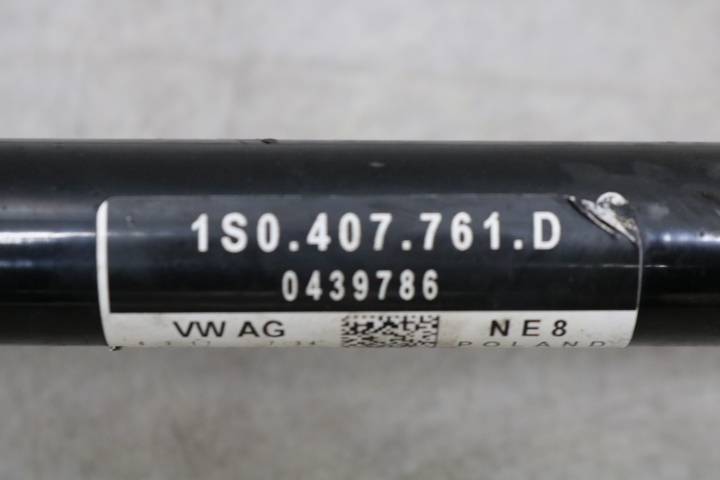 1S0.407.761.D
0439786
VW AG NE8
POLAND